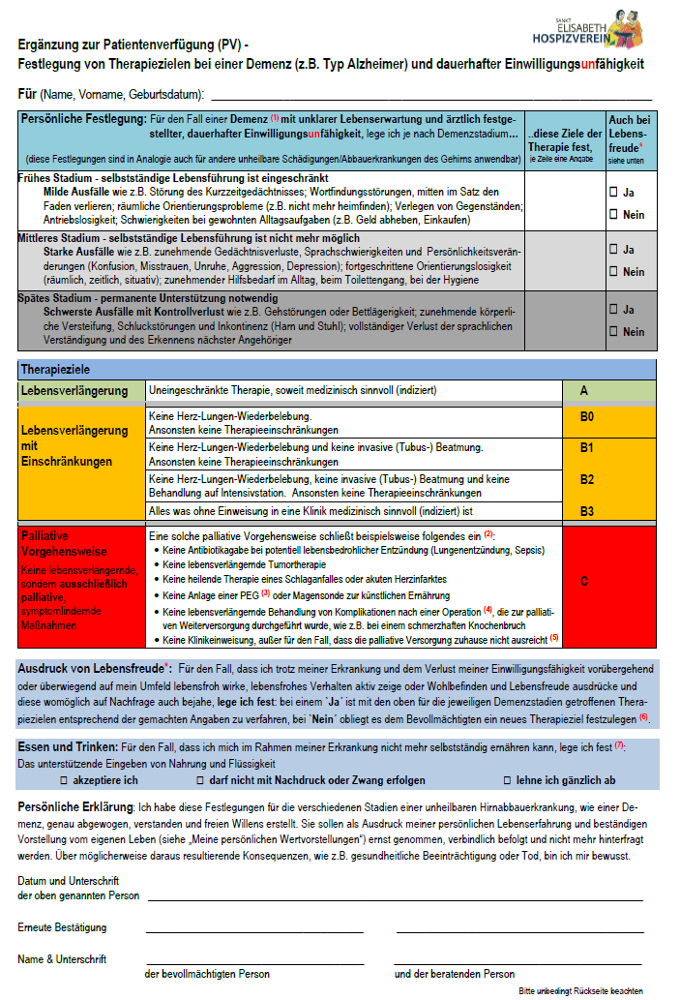 SANKT
ELISABETH
HOSPIZVEREIN
Ergänzung zur Patientenverfügung (PV) -
Festlegung von Therapiezielen bei einer Demenz (z.B. Typ Alzheimer) und dauerhafter Einwilligungsunfähigkeit
Für (Name, Vorname, Geburtsdatum):
Persönliche Festlegung: Für den Fall einer Demenz (1) mit unklarer Lebenserwartung und ärztlich festge-
stellter, dauerhafter Einwilligungsunfähigkeit, lege ich je nach Demenzstadium…
(diese Festlegungen sind in Analogie auch für andere unheilbare Schädigungen/Abbauerkrankungen des Gehirns anwendbar)
..diese Ziele der
Therapie fest,
je Zeile eine Angabe
Auch bei
Lebens-
freude*
siehe unten
Frühes Stadium - selbstständige Lebensführung ist eingeschränkt
Milde Ausfälle wie z.B. Störung des Kurzzeitgedächtnisses; Wortfindungsstörungen, mitten im Satz den
Faden verlieren; räumliche Orientierungsprobleme (z.B. nicht mehr heimfinden); Verlegen von Gegenständen;
Antriebslosigkeit; Schwierigkeiten bei gewohnten Alltagsaufgaben (z.B. Geld abheben, Einkaufen)
☐ Ja
☐ Nein
Mittleres Stadium - selbstständige Lebensführung ist nicht mehr möglich
Starke Ausfälle wie z.B. zunehmende Gedächtnisverluste, Sprachschwierigkeiten und Persönlichkeitsverän-
derungen (Konfusion, Misstrauen, Unruhe, Aggression, Depression); fortgeschrittene Orientierungslosigkeit
(räumlich, zeitlich, situativ); zunehmender Hilfsbedarf im Alltag, beim Toilettengang, bei der Hygiene
☐ Ja
☐ Nein
Spätes Stadium - permanente Unterstützung notwendig
Schwerste Ausfälle mit Kontrollverlust wie z.B. Gehstörungen oder Bettlägerigkeit; zunehmende körperli-
che Versteifung, Schluckstörungen und Inkontinenz (Harn und Stuhl); vollständiger Verlust der sprachlichen
Verständigung und des Erkennens nächster Angehöriger
☐ Ja
☐ Nein
Therapieziele
Lebensverlängerung
Uneingeschränkte Therapie, soweit medizinisch sinnvoll (indiziert)
A
Lebensverlängerung
mit
Einschränkungen
Keine Herz-Lungen-Wiederbelebung.
Ansonsten keine Therapieeinschränkungen
B0
Keine Herz-Lungen-Wiederbelebung und keine invasive (Tubus-) Beatmung.
Ansonsten keine Therapieeinschränkungen
B1
Keine Herz-Lungen-Wiederbelebung, keine invasive (Tubus-) Beatmung und keine
Behandlung auf Intensivstation. Ansonsten keine Therapieeinschränkungen
B2
Alles was ohne Einweisung in eine Klinik medizinisch sinnvoll (indiziert) ist
B3
Palliative
Vorgehensweise
Keine lebensverlängernde,
sondern ausschließlich
palliative,
symptomlindernde
Maßnahmen
Eine solche palliative Vorgehensweise schließt beispielsweise folgendes ein (2):
• Keine Antibiotikagabe bei potentiell lebensbedrohlicher Entzündung (Lungenentzündung, Sepsis)
• Keine lebensverlängernde Tumortherapie
• Keine heilende Therapie eines Schlaganfalles oder akuten Herzinfarktes
• Keine Anlage einer PEG (3) oder Magensonde zur künstlichen Ernährung
• Keine lebensverlängernde Behandlung von Komplikationen nach einer Operation (4), die zur palliati-
ven Weiterversorgung durchgeführt wurde, wie z.B. bei einem schmerzhaften Knochenbruch
• Keine Klinikeinweisung, außer für den Fall, dass die palliative Versorgung zuhause nicht ausreicht (5)
C
Ausdruck von Lebensfreude*: Für den Fall, dass ich trotz meiner Erkrankung und dem Verlust meiner Einwilligungsfähigkeit vorübergehend
oder überwiegend auf mein Umfeld lebensfroh wirke, lebensfrohes Verhalten aktiv zeige oder Wohlbefinden und Lebensfreude ausdrücke und
diese womöglich auf Nachfrage auch bejahe, lege ich fest: bei einem `Ja´ ist mit den oben für die jeweiligen Demenzstadien getroffenen Thera-
piezielen entsprechend der gemachten Angaben zu verfahren, bei `Nein´ obliegt es dem Bevollmächtigten ein neues Therapieziel festzulegen (6).
Essen und Trinken: Für den Fall, dass ich mich im Rahmen meiner Erkrankung nicht mehr selbstständig ernähren kann, lege ich fest (7):
Das unterstützende Eingeben von Nahrung und Flüssigkeit
☐ akzeptiere ich ☐ darf nicht mit Nachdruck oder Zwang erfolgen ☐ lehne ich gänzlich ab
Persönliche Erklärung: Ich habe diese Festlegungen für die verschiedenen Stadien einer unheilbaren Hirnabbauerkrankung, wie einer De-
menz, genau abgewogen, verstanden und freien Willens erstellt. Sie sollen als Ausdruck meiner persönlichen Lebenserfahrung und beständigen
Vorstellung vom eigenen Leben (siehe „Meine persönlichen Wertvorstellungen“) ernst genommen, verbindlich befolgt und nicht mehr hinterfragt
werden. Über möglicherweise daraus resultierende Konsequenzen, wie z.B. gesundheitliche Beeinträchtigung oder Tod, bin ich mir bewusst.
Datum und Unterschrift
der oben genannten Person
Erneute Bestätigung
Name & Unterschrift
der bevollmächtigten Person und der beratenden Person
Bitte unbedingt Rückseite beachten